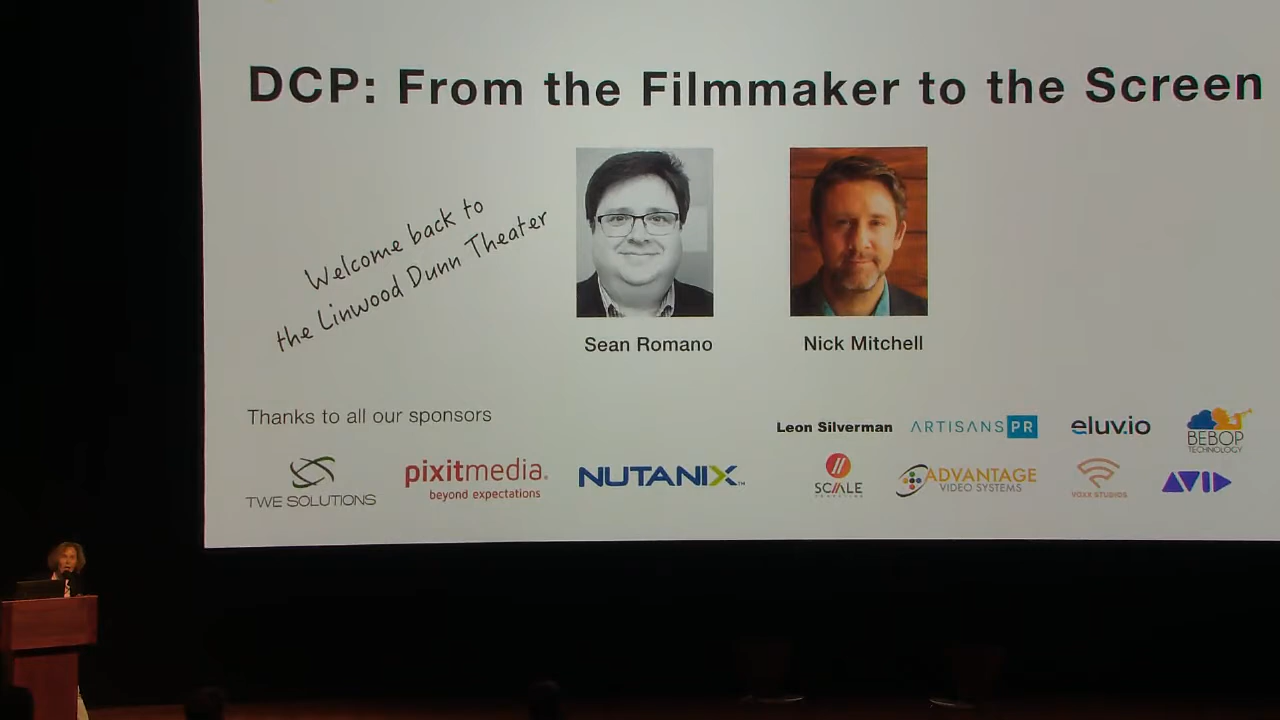 DCP: From the Filmmaker to the Screen
Welcome back to
the Linwood Dunn Theater
Sean Romano
Nick Mitchell
Thanks to all our sponsors
Leon Silverman
ARTISANS PR
eluv.io
BEBOP
TECHNOLOGY
TWE SOLUTIONS
pixitmedia.
beyond expectations
NUTANIX™
SCALE
COMPUTING
ADVANTAGE
VIDEO SYSTEMS
VOXX STUDIOS
AVID